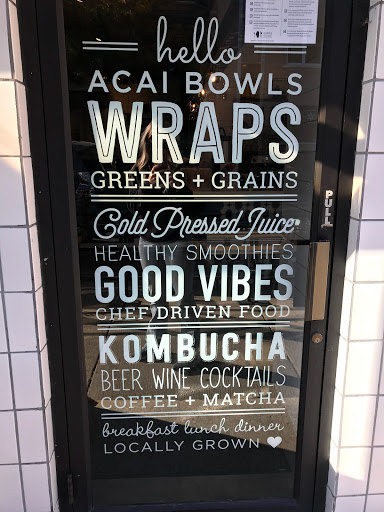 hello
ACAI BOWLS
WRAPS
GREENS + GRAINS
Cold Pressed Juice
HEALTHY SMOOTHIES
GOOD VIBES
CHEF DRIVEN FOOD
KOMBUCHA
BEER WINE COCKTAILS
COFFEE + MATCHA
breakfast lunch dinner
LOCALLY GROWN ♥
PULL